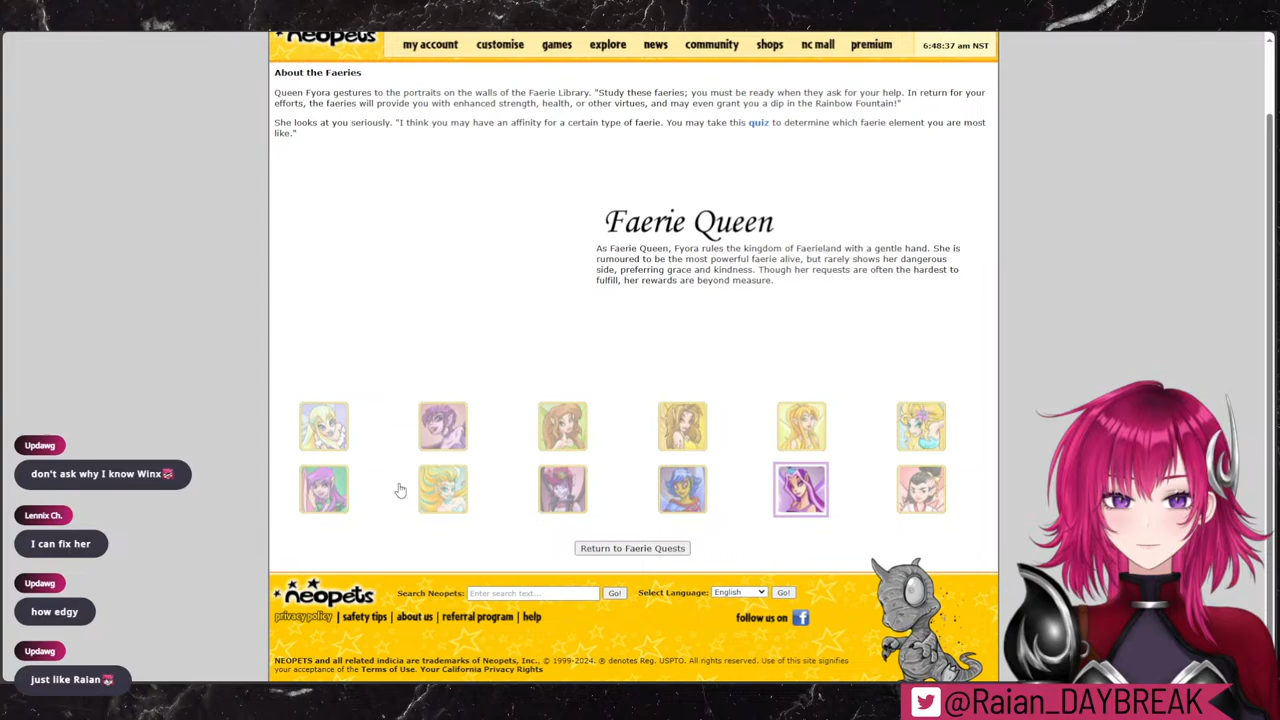 neopets
my account customise games explore news community shops nc mall premium
6:48:37 am NST
About the Faeries
Queen Fyora gestures to the portraits on the walls of the Faerie Library. "Study these faeries; you must be ready when they ask for your help. In return for your
efforts, the faeries will provide you with enhanced strength, health, or other virtues, and may even grant you a dip in the Rainbow Fountain!"
She looks at you seriously. "I think you may have an affinity for a certain type of faerie. You may take this quiz to determine which faerie element you are most
like."
Faerie Queen
As Faerie Queen, Fyora rules the kingdom of Faerieland with a gentle hand. She is
rumoured to be the most powerful faerie alive, but rarely shows her dangerous
side, preferring grace and kindness. Though her requests are often the hardest to
fulfill, her rewards are beyond measure.
Updawg
don't ask why I know Winx
Lennix Ch.
I can fix her
Updawg
how edgy
Updawg
just like Raian
Return to Faerie Quests
neopets
Search Neopets: Enter search text... Go! Select Language: English Go!
privacy policy | safety tips | about us | referral program | help
follow us on f
NEOPETS and all related indicia are trademarks of Neopets, Inc., © 1999-2024. ® denotes Reg. USPTO. All rights reserved. Use of this site signifies
your acceptance of the Terms of Use. Your California Privacy Rights
@Raian_DAYBREAK